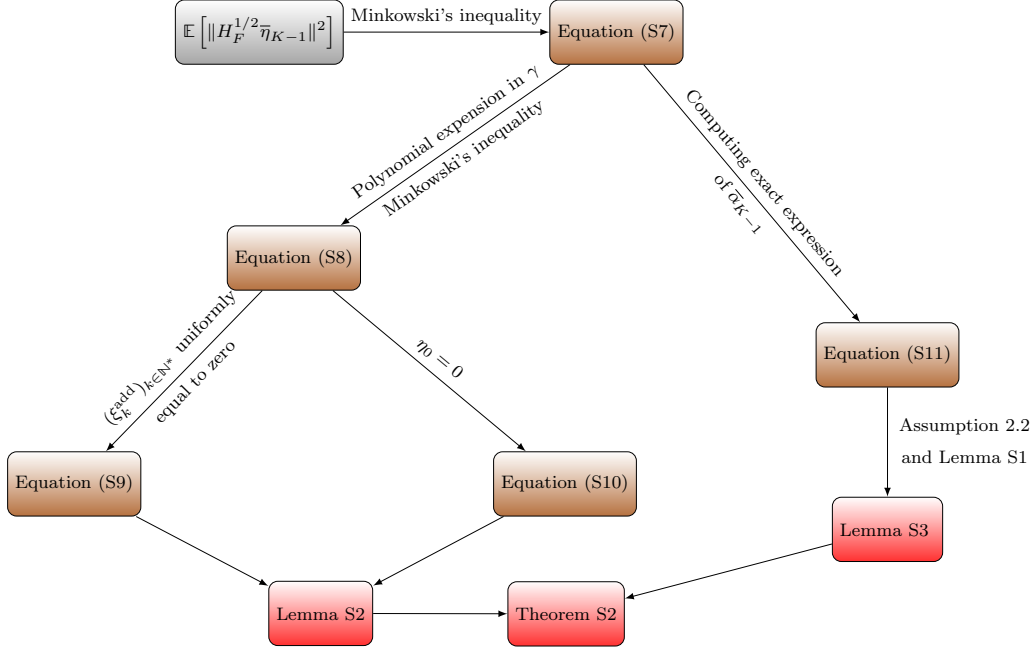 𝔼[‖H_F^{1/2} η̅_{K−1}‖²]
Minkowski's inequality
Equation (S7)
Polynomial expension in γ
Minkowski's inequality
Computing exact expression
of α̅_{K−1}
Equation (S8)
(ξ_k^{add})_{k∈ℕ*} uniformly
equal to zero
η₀ = 0
Equation (S11)
Assumption 2.2
and Lemma S1
Equation (S9)
Equation (S10)
Lemma S3
Lemma S2
Theorem S2